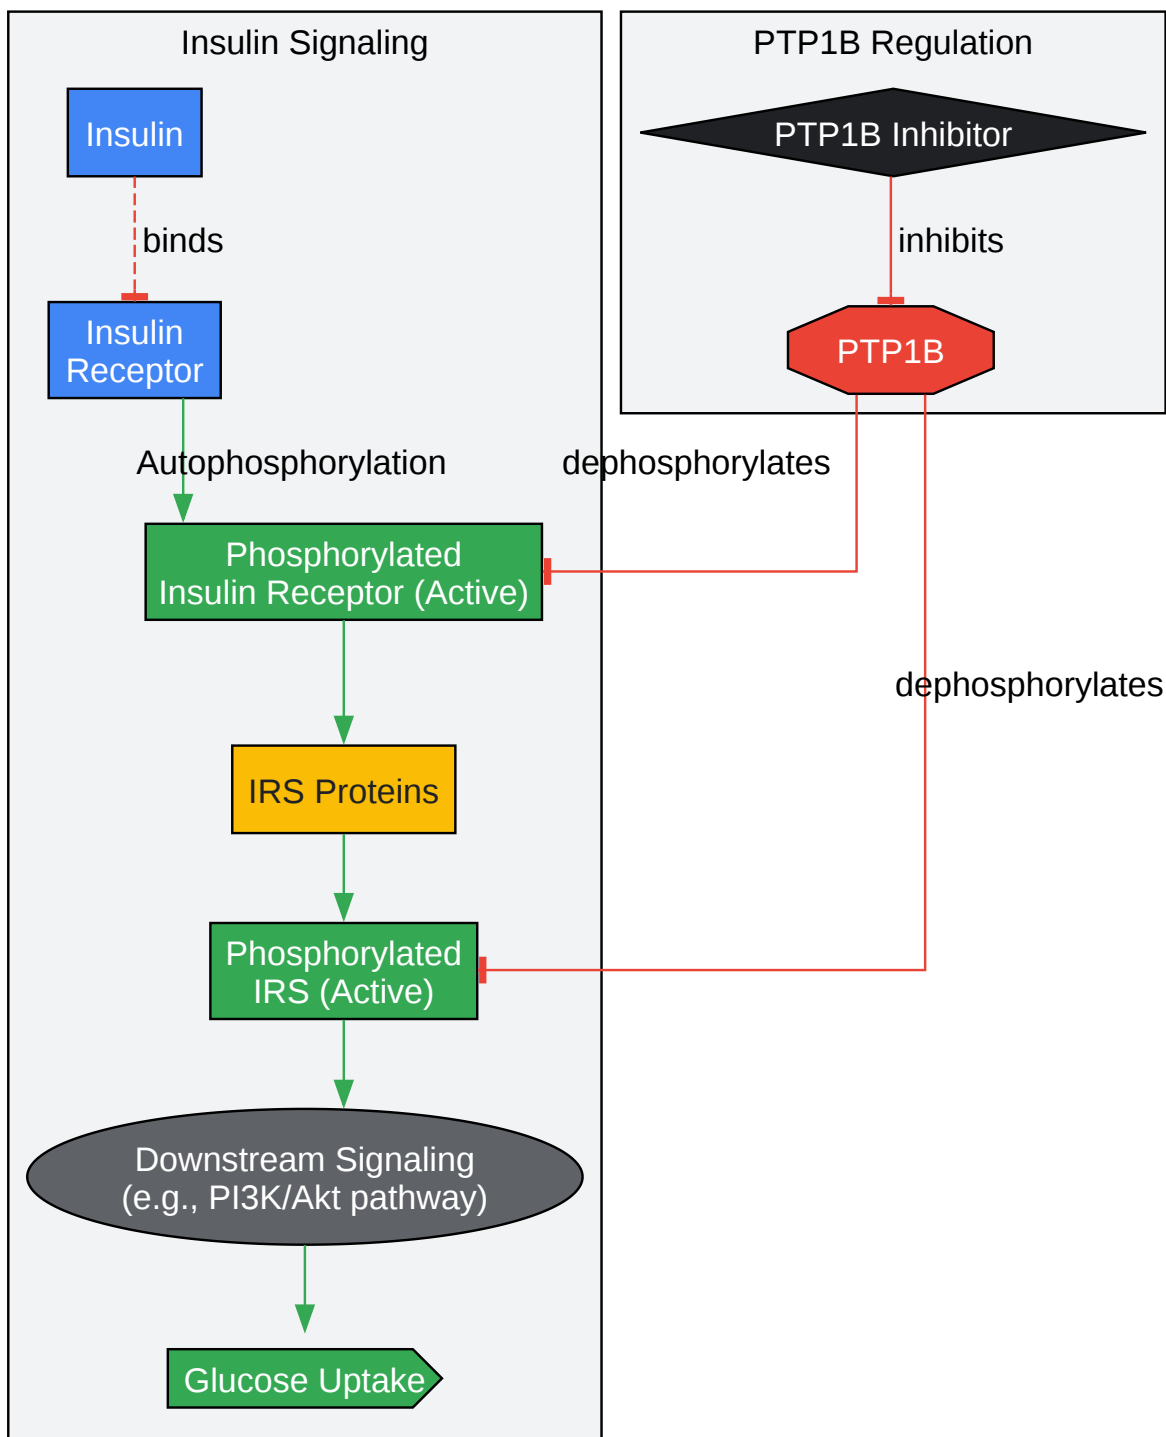 Insulin Signaling
PTP1B Regulation
Insulin
PTP1B Inhibitor
binds
inhibits
Insulin
Receptor
PTP1B
Autophosphorylation
dephosphorylates
Phosphorylated
Insulin Receptor (Active)
dephosphorylates
IRS Proteins
Phosphorylated
IRS (Active)
Downstream Signaling
(e.g., PI3K/Akt pathway)
Glucose Uptake